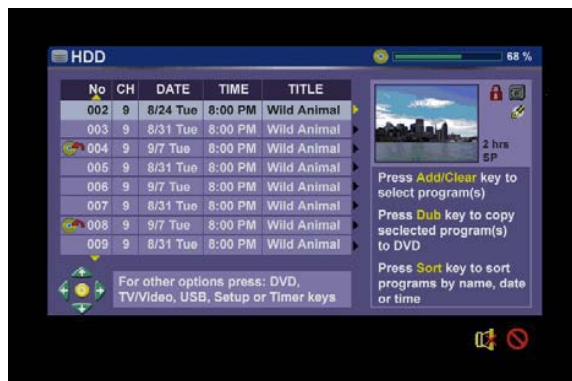 HDD
68 %
No CH DATE TIME TITLE
002 9 8/24 Tue 8:00 PM Wild Animal
003 9 8/31 Tue 8:00 PM Wild Animal
004 9 9/7 Tue 8:00 PM Wild Animal
005 9 8/31 Tue 8:00 PM Wild Animal
006 9 9/7 Tue 8:00 PM Wild Animal
007 9 8/31 Tue 8:00 PM Wild Animal
008 9 9/7 Tue 8:00 PM Wild Animal
009 9 8/31 Tue 8:00 PM Wild Animal
For other options press: DVD,
TV/Video, USB, Setup or Timer keys
2 hrs
SP
Press Add/Clear key to
select program(s)
Press Dub key to copy
seclected program(s)
to DVD
Press Sort key to sort
programs by name, date
or time